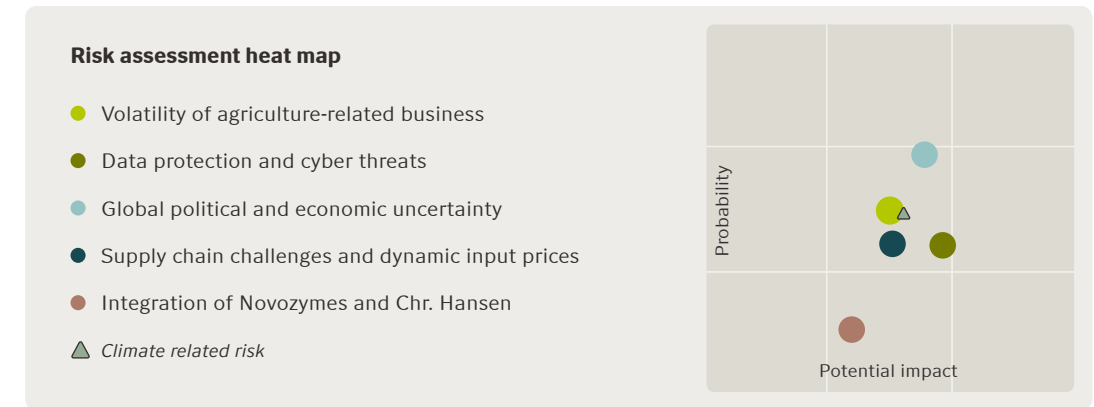 Risk assessment heat map
Volatility of agriculture-related business
Data protection and cyber threats
Global political and economic uncertainty
Supply chain challenges and dynamic input prices
Integration of Novozymes and Chr. Hansen
Climate related risk
Probability
Potential impact